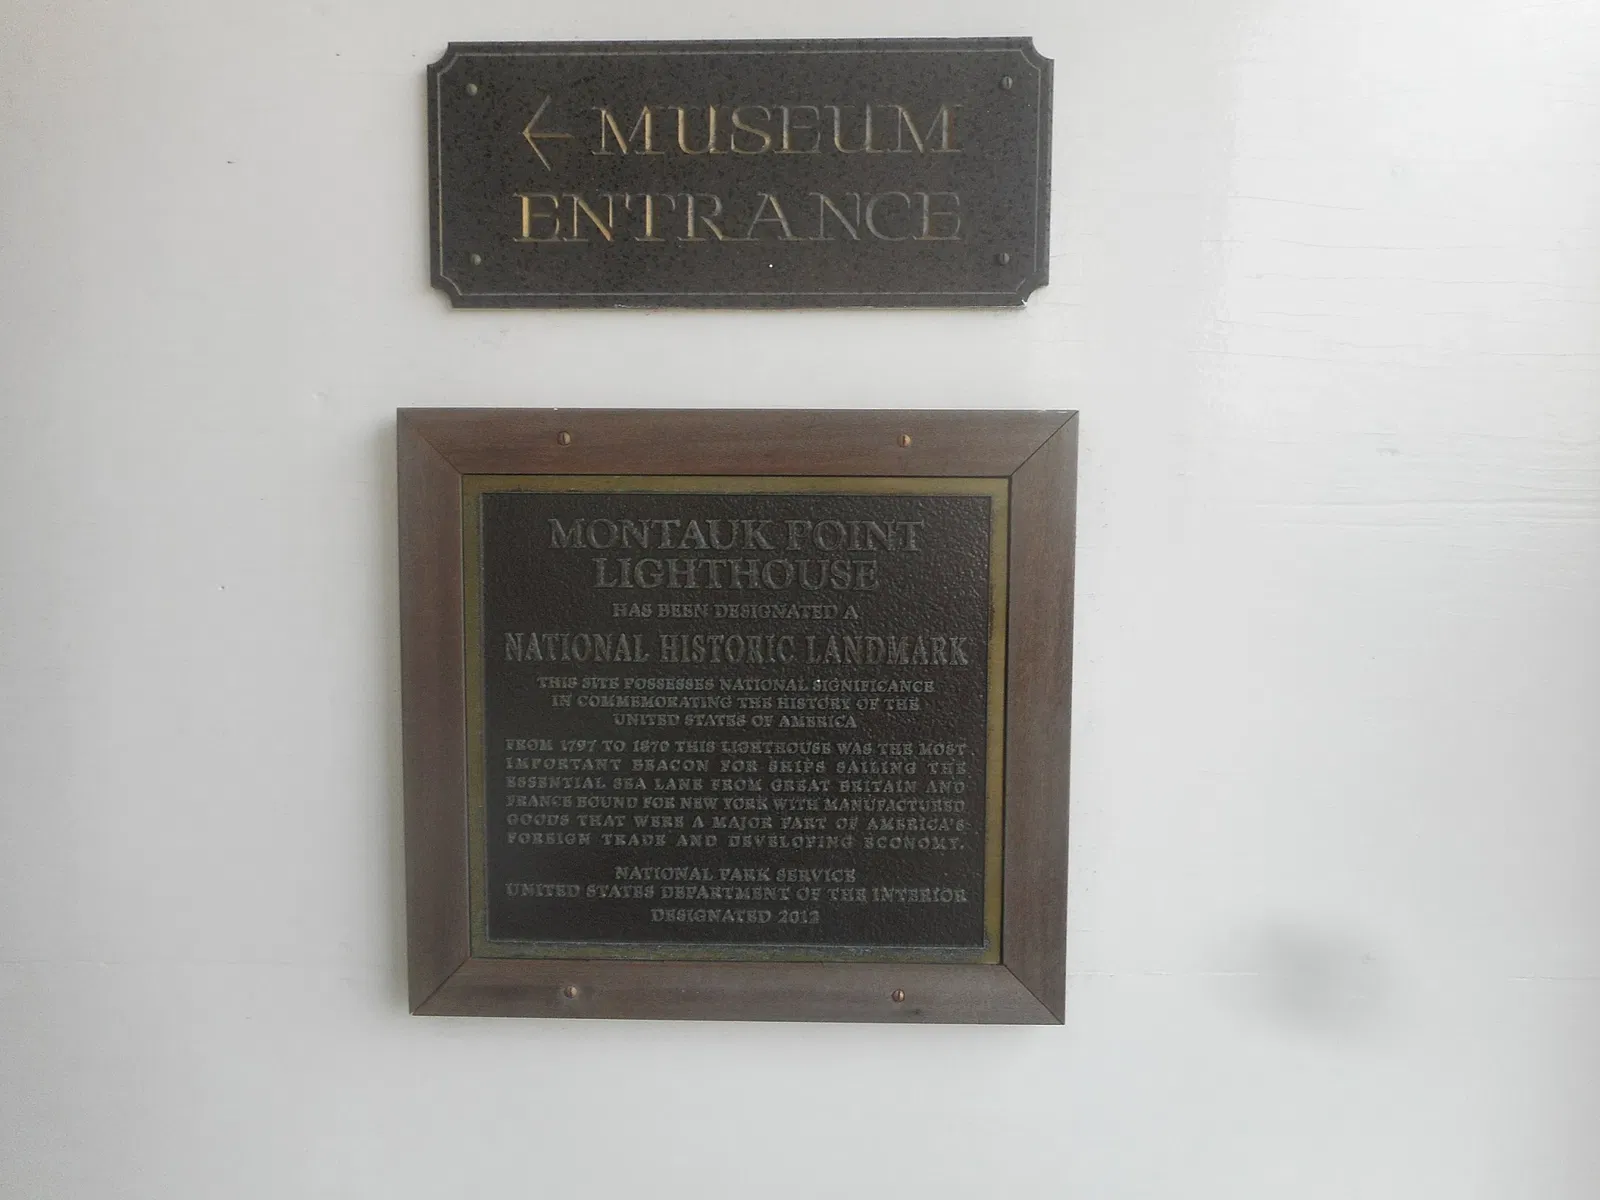 ← MUSEUM
ENTRANCE
MONTAUK POINT
LIGHTHOUSE
HAS BEEN DESIGNATED A
NATIONAL HISTORIC LANDMARK
THIS SITE POSSESSES NATIONAL SIGNIFICANCE
IN COMMEMORATING THE HISTORY OF THE
UNITED STATES OF AMERICA
FROM 1797 TO 1870 THIS LIGHTHOUSE WAS THE MOST
IMPORTANT BEACON FOR SHIPS SAILING THE
ESSENTIAL SEA LANE FROM GREAT BRITAIN AND
FRANCE BOUND FOR NEW YORK WITH MANUFACTURED
GOODS THAT WERE A MAJOR PART OF AMERICA'S
FOREIGN TRADE AND DEVELOPING ECONOMY.
NATIONAL PARK SERVICE
UNITED STATES DEPARTMENT OF THE INTERIOR
DESIGNATED 2012